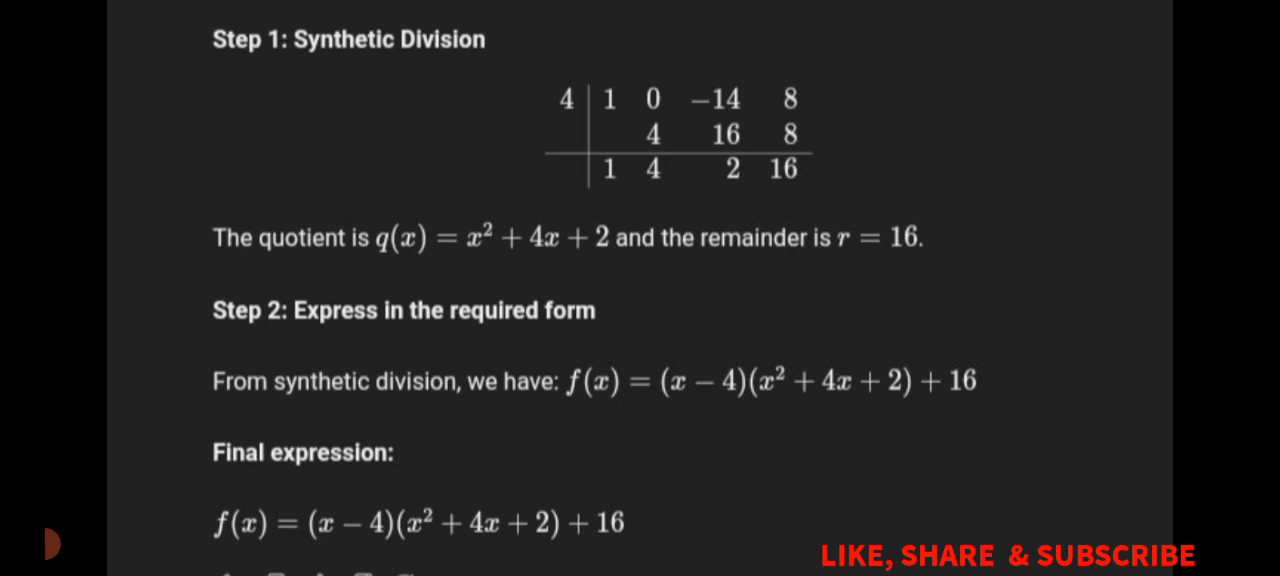 Step 1: Synthetic Division
4 | 1 0 −14 8
4 16 8
1 4 2 16
The quotient is q(x) = x² + 4x + 2 and the remainder is r = 16.
Step 2: Express in the required form
From synthetic division, we have: f(x) = (x − 4)(x² + 4x + 2) + 16
Final expression:
f(x) = (x − 4)(x² + 4x + 2) + 16
LIKE, SHARE & SUBSCRIBE